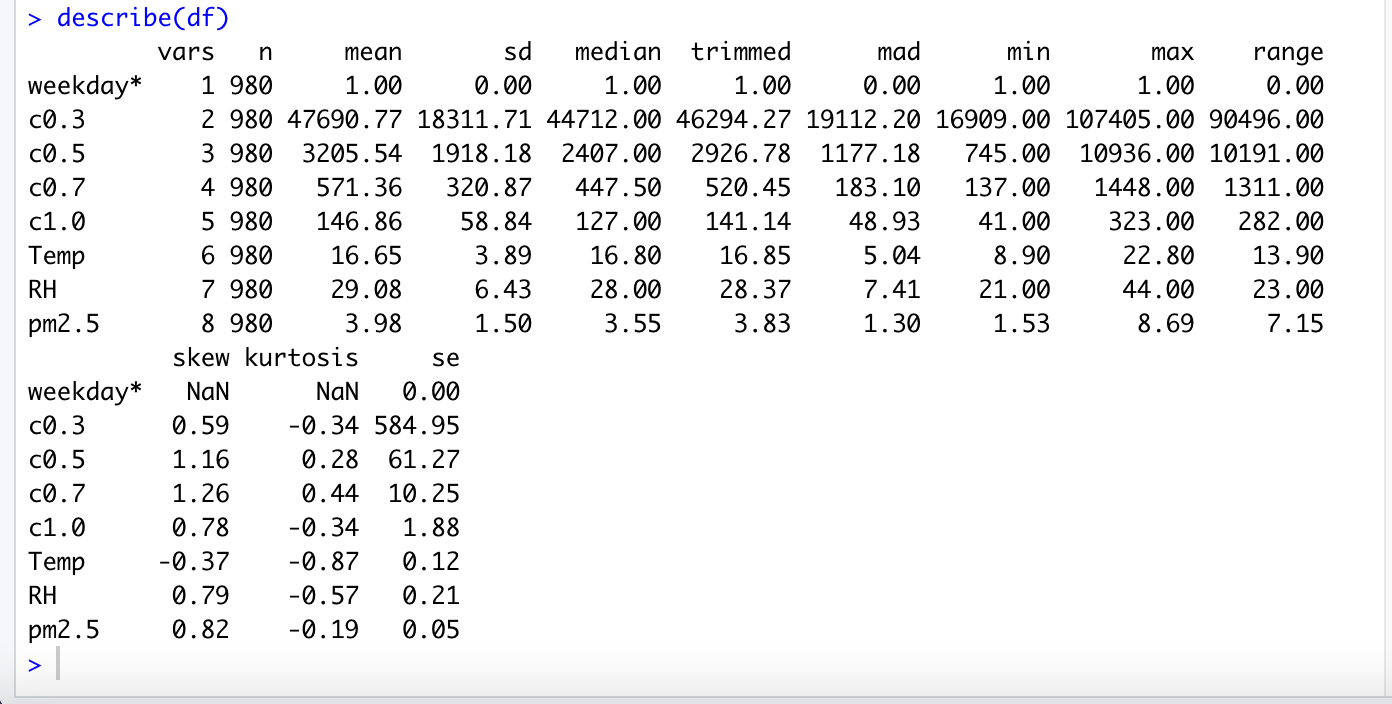 > describe(df)
         vars   n     mean       sd   median  trimmed      mad      min       max    range
weekday*    1 980     1.00     0.00     1.00     1.00     0.00     1.00      1.00     0.00
c0.3        2 980 47690.77 18311.71 44712.00 46294.27 19112.20 16909.00 107405.00 90496.00
c0.5        3 980  3205.54  1918.18  2407.00  2926.78  1177.18   745.00  10936.00 10191.00
c0.7        4 980   571.36   320.87   447.50   520.45   183.10   137.00   1448.00  1311.00
c1.0        5 980   146.86    58.84   127.00   141.14    48.93    41.00    323.00   282.00
Temp        6 980    16.65     3.89    16.80    16.85     5.04     8.90     22.80    13.90
RH          7 980    29.08     6.43    28.00    28.37     7.41    21.00     44.00    23.00
pm2.5       8 980     3.98     1.50     3.55     3.83     1.30     1.53      8.69     7.15
          skew kurtosis     se
weekday*   NaN      NaN   0.00
c0.3      0.59    -0.34 584.95
c0.5      1.16     0.28  61.27
c0.7      1.26     0.44  10.25
c1.0      0.78    -0.34   1.88
Temp     -0.37    -0.87   0.12
RH        0.79    -0.57   0.21
pm2.5     0.82    -0.19   0.05
>